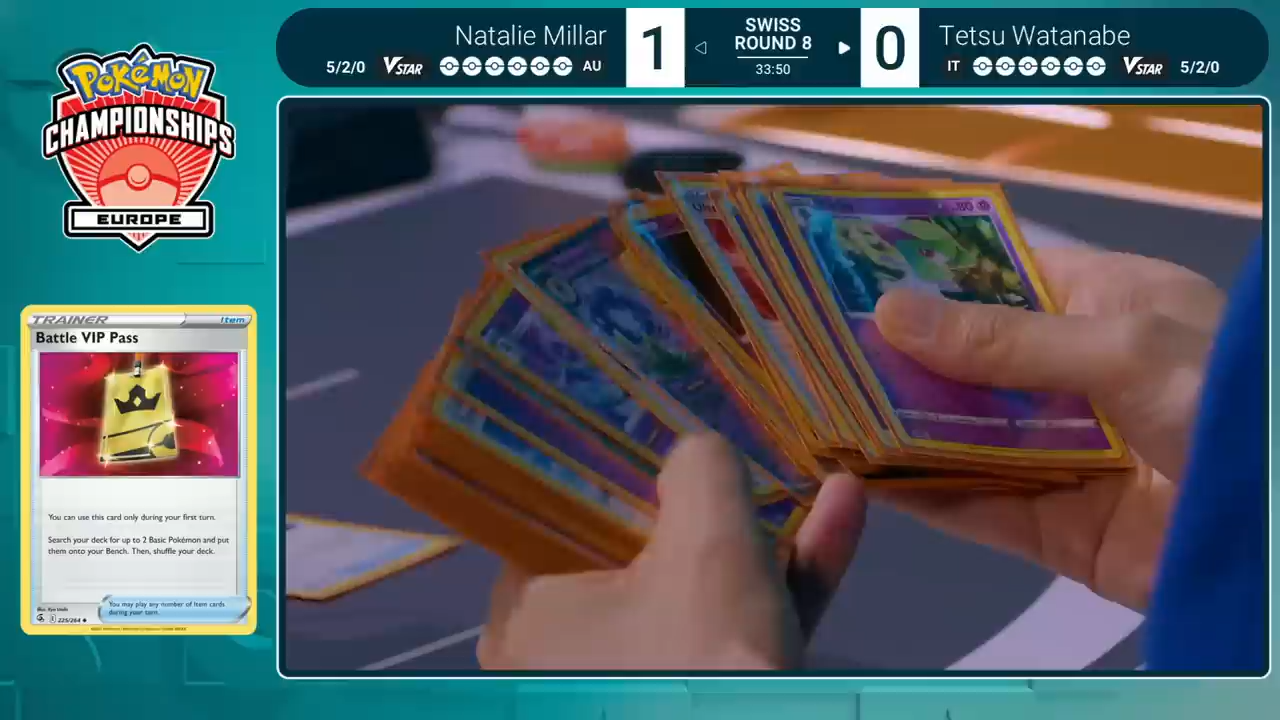 Pokémon
CHAMPIONSHIPS
EUROPE
Natalie Millar
5/2/0 VSTAR AU
1
SWISS
ROUND 8
33:50
0
Tetsu Watanabe
IT VSTAR 5/2/0
TRAINER Item
Battle VIP Pass
You can use this card only during your first turn.
Search your deck for up to 2 Basic Pokémon and put
them onto your Bench. Then, shuffle your deck.
You may play any number of Item cards
during your turn.
225/264
80